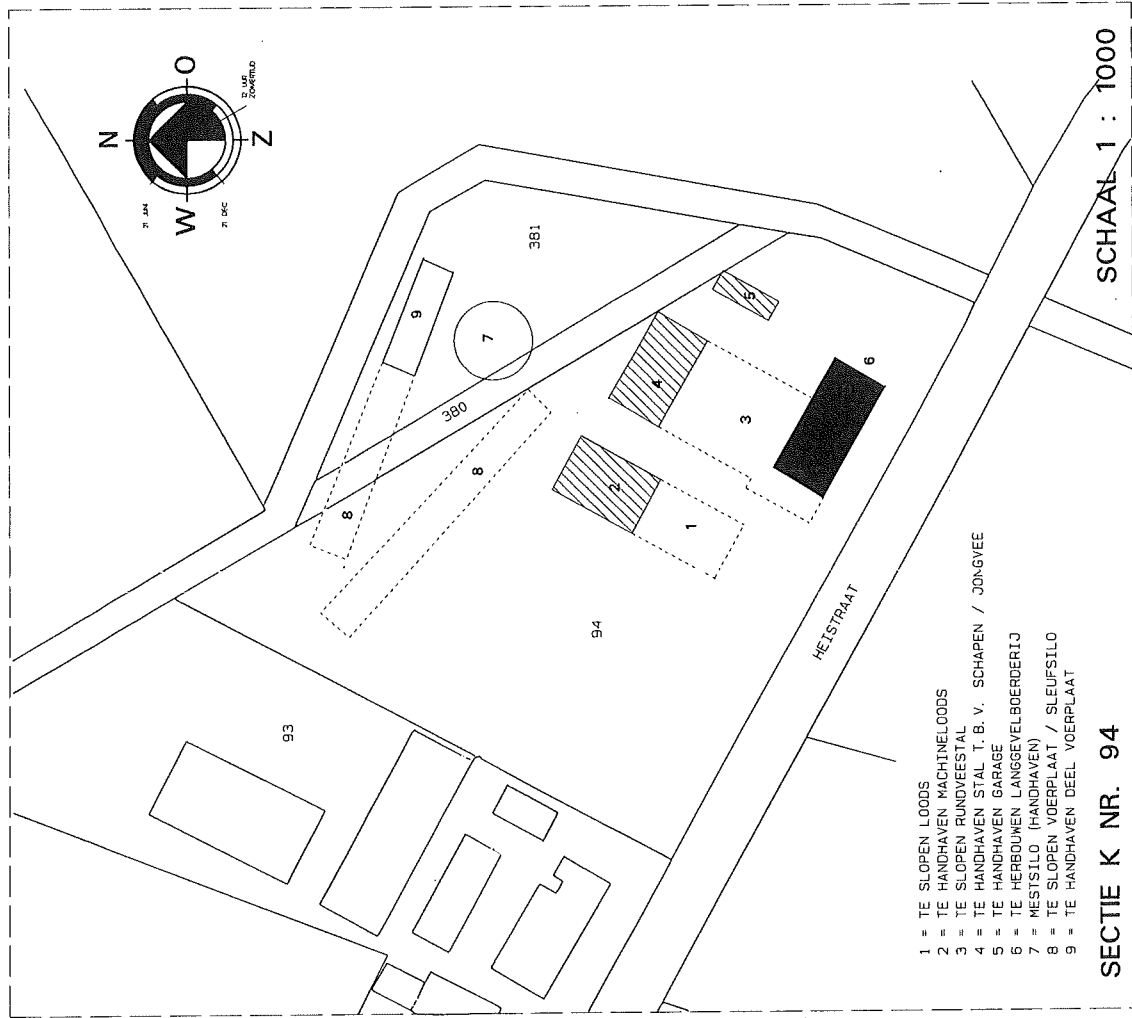 N
O
12 UUR
ZOMERTIJD
Z
21 DEC
W
21 JUNI
381
9
7
380
8
8
5
4
3
6
2
1
94
93
HEISTRAAT
1 = TE SLOPEN LOODS
2 = TE HANDHAVEN MACHINELOODS
3 = TE SLOPEN RUNDVEESTAL
4 = TE HANDHAVEN STAL T.B.V. SCHAPEN / JONGVEE
5 = TE HANDHAVEN GARAGE
6 = TE HERBOUWEN LANGGEVELBOERDERIJ
7 = MESTSILO (HANDHAVEN)
8 = TE SLOPEN VOERPLAAT / SLEUFSILO
9 = TE HANDHAVEN DEEL VOERPLAAT
SECTIE K NR. 94
SCHAAL 1 : 1000